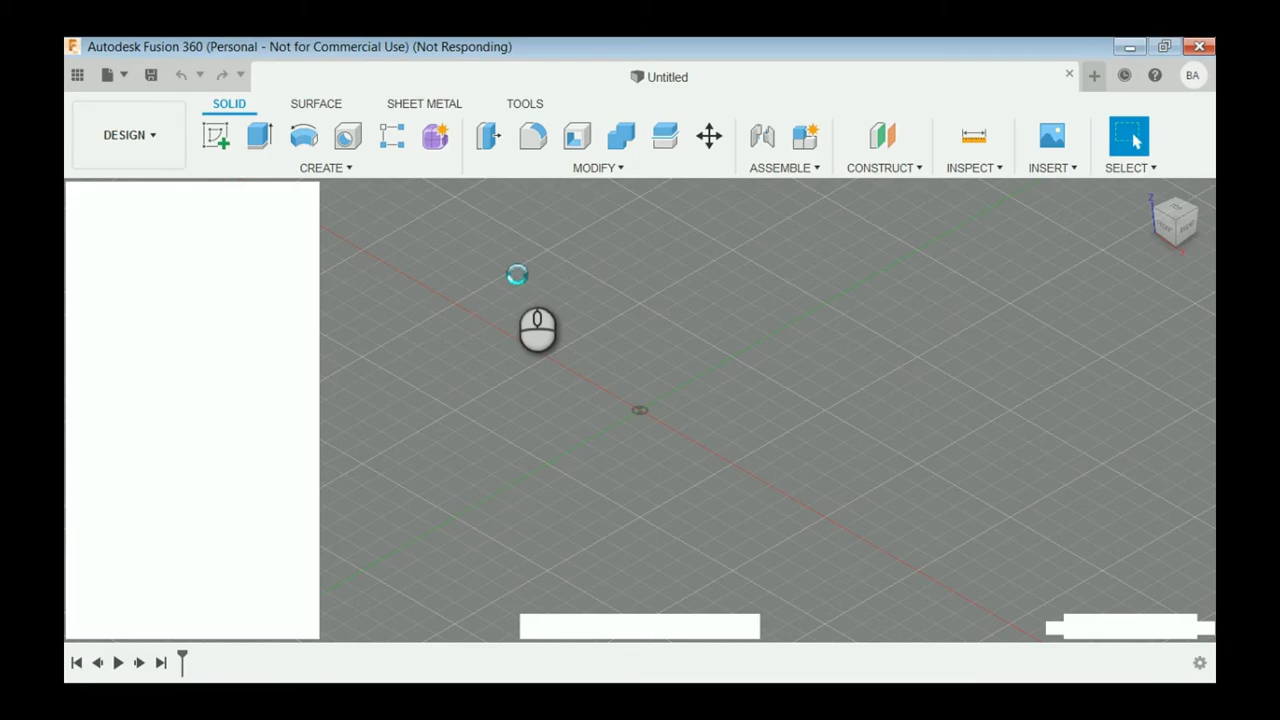 Autodesk Fusion 360 (Personal - Not for Commercial Use) (Not Responding)
Untitled
BA
DESIGN
SOLID
SURFACE
SHEET METAL
TOOLS
CREATE
MODIFY
ASSEMBLE
CONSTRUCT
INSPECT
INSERT
SELECT
Z